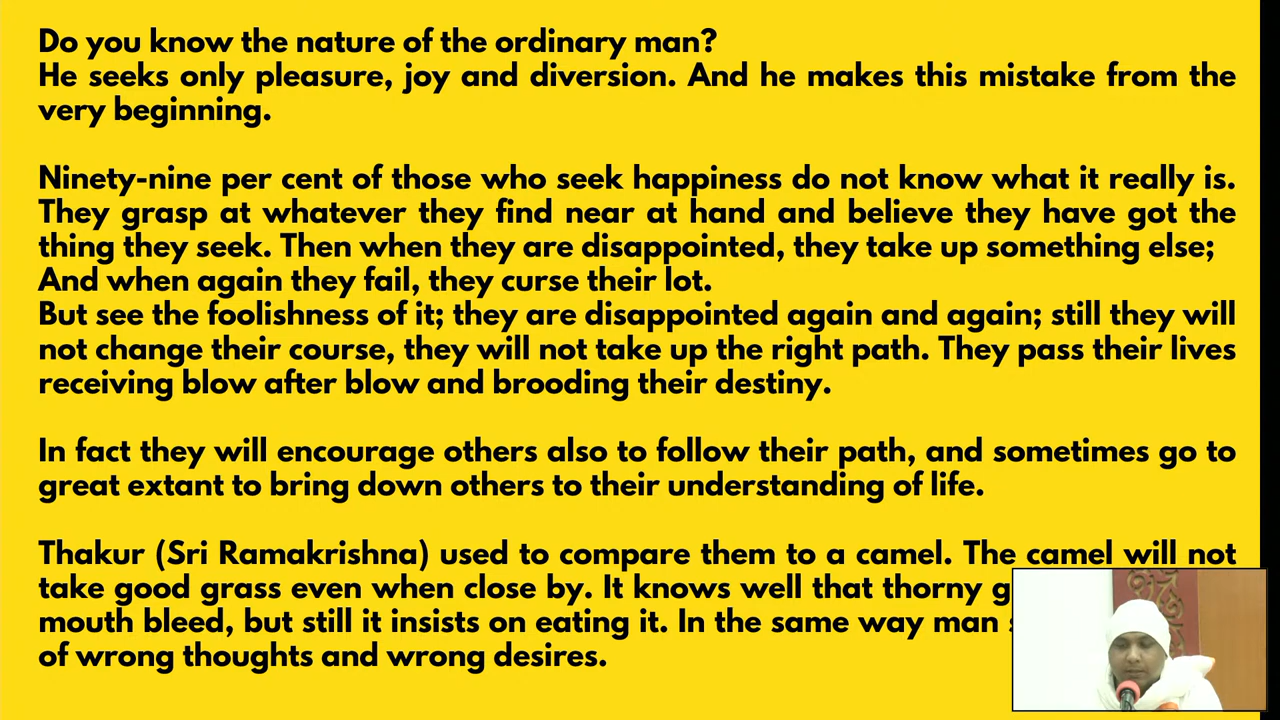 Do you know the nature of the ordinary man?
He seeks only pleasure, joy and diversion. And he makes this mistake from the
very beginning.
Ninety-nine per cent of those who seek happiness do not know what it really is.
They grasp at whatever they find near at hand and believe they have got the
thing they seek. Then when they are disappointed, they take up something else;
And when again they fail, they curse their lot.
But see the foolishness of it; they are disappointed again and again; still they will
not change their course, they will not take up the right path. They pass their lives
receiving blow after blow and brooding their destiny.
In fact they will encourage others also to follow their path, and sometimes go to
great extant to bring down others to their understanding of life.
Thakur (Sri Ramakrishna) used to compare them to a camel. The camel will not
take good grass even when close by. It knows well that thorny
mouth bleed, but still it insists on eating it. In the same way man
of wrong thoughts and wrong desires.